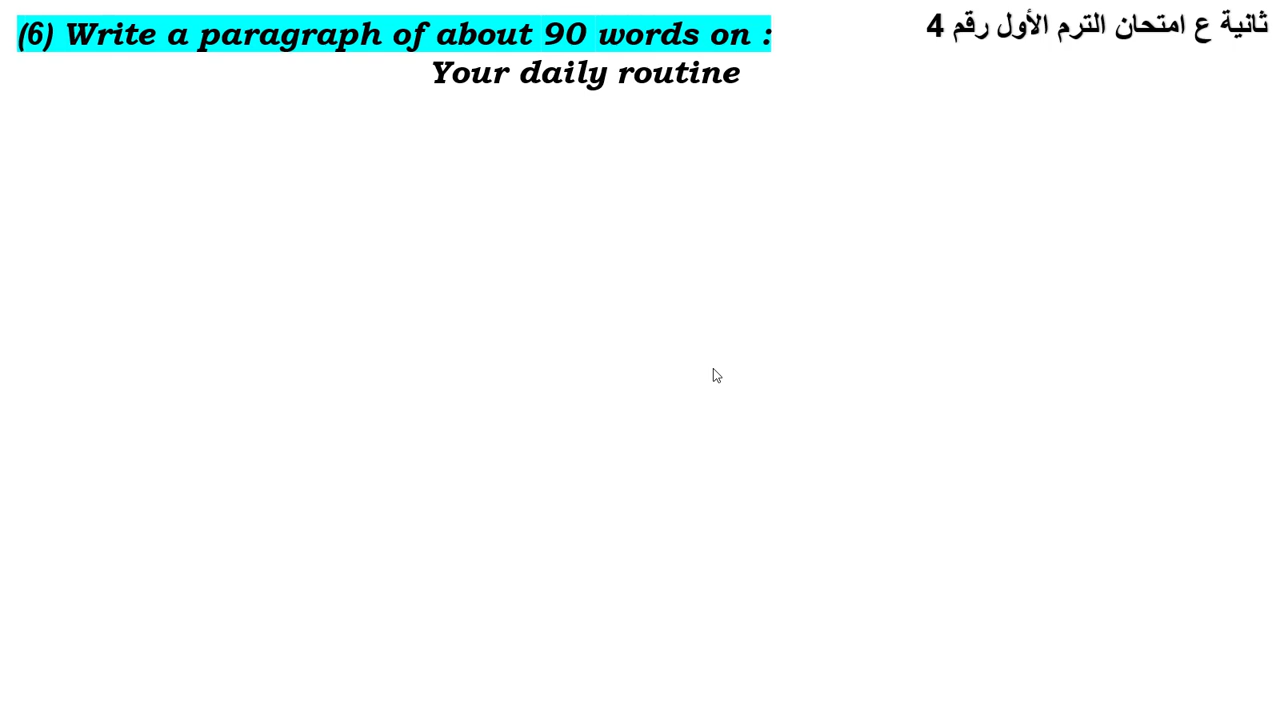 (6) Write a paragraph of about 90 words on :
ثانية ع امتحان الترم الأول رقم 4
Your daily routine